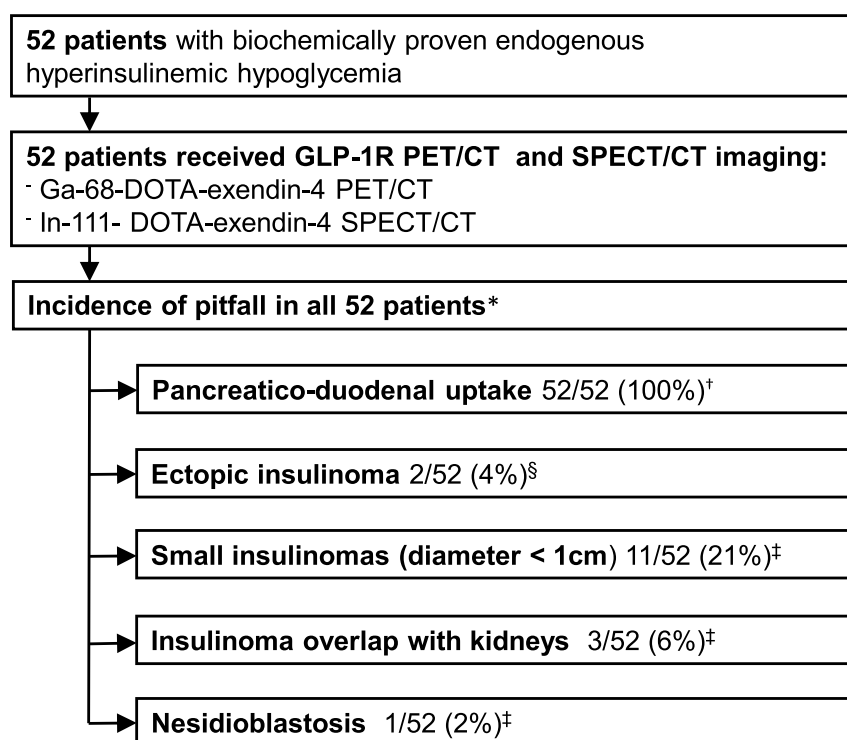 52 patients with biochemically proven endogenous
hyperinsulinemic hypoglycemia
52 patients received GLP-1R PET/CT and SPECT/CT imaging:
- Ga-68-DOTA-exendin-4 PET/CT
- In-111- DOTA-exendin-4 SPECT/CT
Incidence of pitfall in all 52 patients*
Pancreatico-duodenal uptake 52/52 (100%)†
Ectopic insulinoma 2/52 (4%)§
Small insulinomas (diameter < 1cm) 11/52 (21%)‡
Insulinoma overlap with kidneys 3/52 (6%)‡
Nesidioblastosis 1/52 (2%)‡